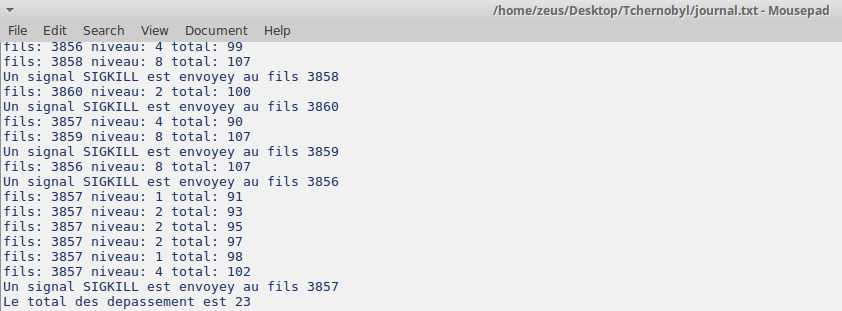 /home/zeus/Desktop/Tchernobyl/journal.txt - Mousepad
File Edit Search View Document Help
fils: 3856 niveau: 4 total: 99
fils: 3858 niveau: 8 total: 107
Un signal SIGKILL est envoyey au fils 3858
fils: 3860 niveau: 2 total: 100
Un signal SIGKILL est envoyey au fils 3860
fils: 3857 niveau: 4 total: 90
fils: 3859 niveau: 8 total: 107
Un signal SIGKILL est envoyey au fils 3859
fils: 3856 niveau: 8 total: 107
Un signal SIGKILL est envoyey au fils 3856
fils: 3857 niveau: 1 total: 91
fils: 3857 niveau: 2 total: 93
fils: 3857 niveau: 2 total: 95
fils: 3857 niveau: 2 total: 97
fils: 3857 niveau: 1 total: 98
fils: 3857 niveau: 4 total: 102
Un signal SIGKILL est envoyey au fils 3857
Le total des depassement est 23